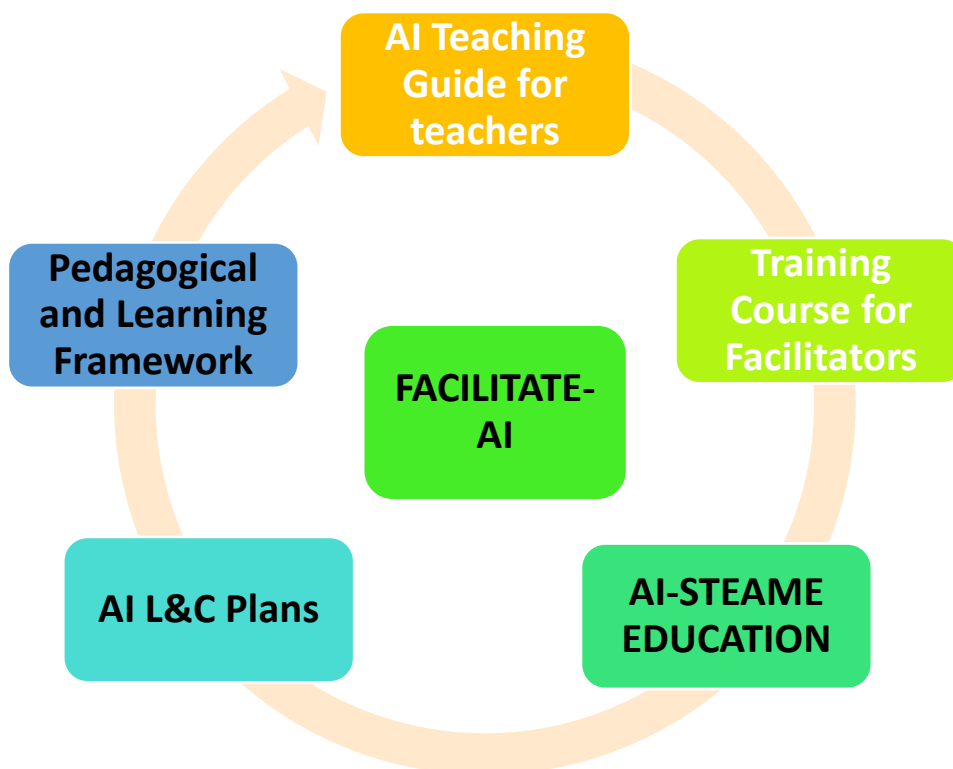 AI Teaching
Guide for
teachers
Training
Course for
Facilitators
AI-STEAME
EDUCATION
AI L&C Plans
Pedagogical
and Learning
Framework
FACILITATE-
AI